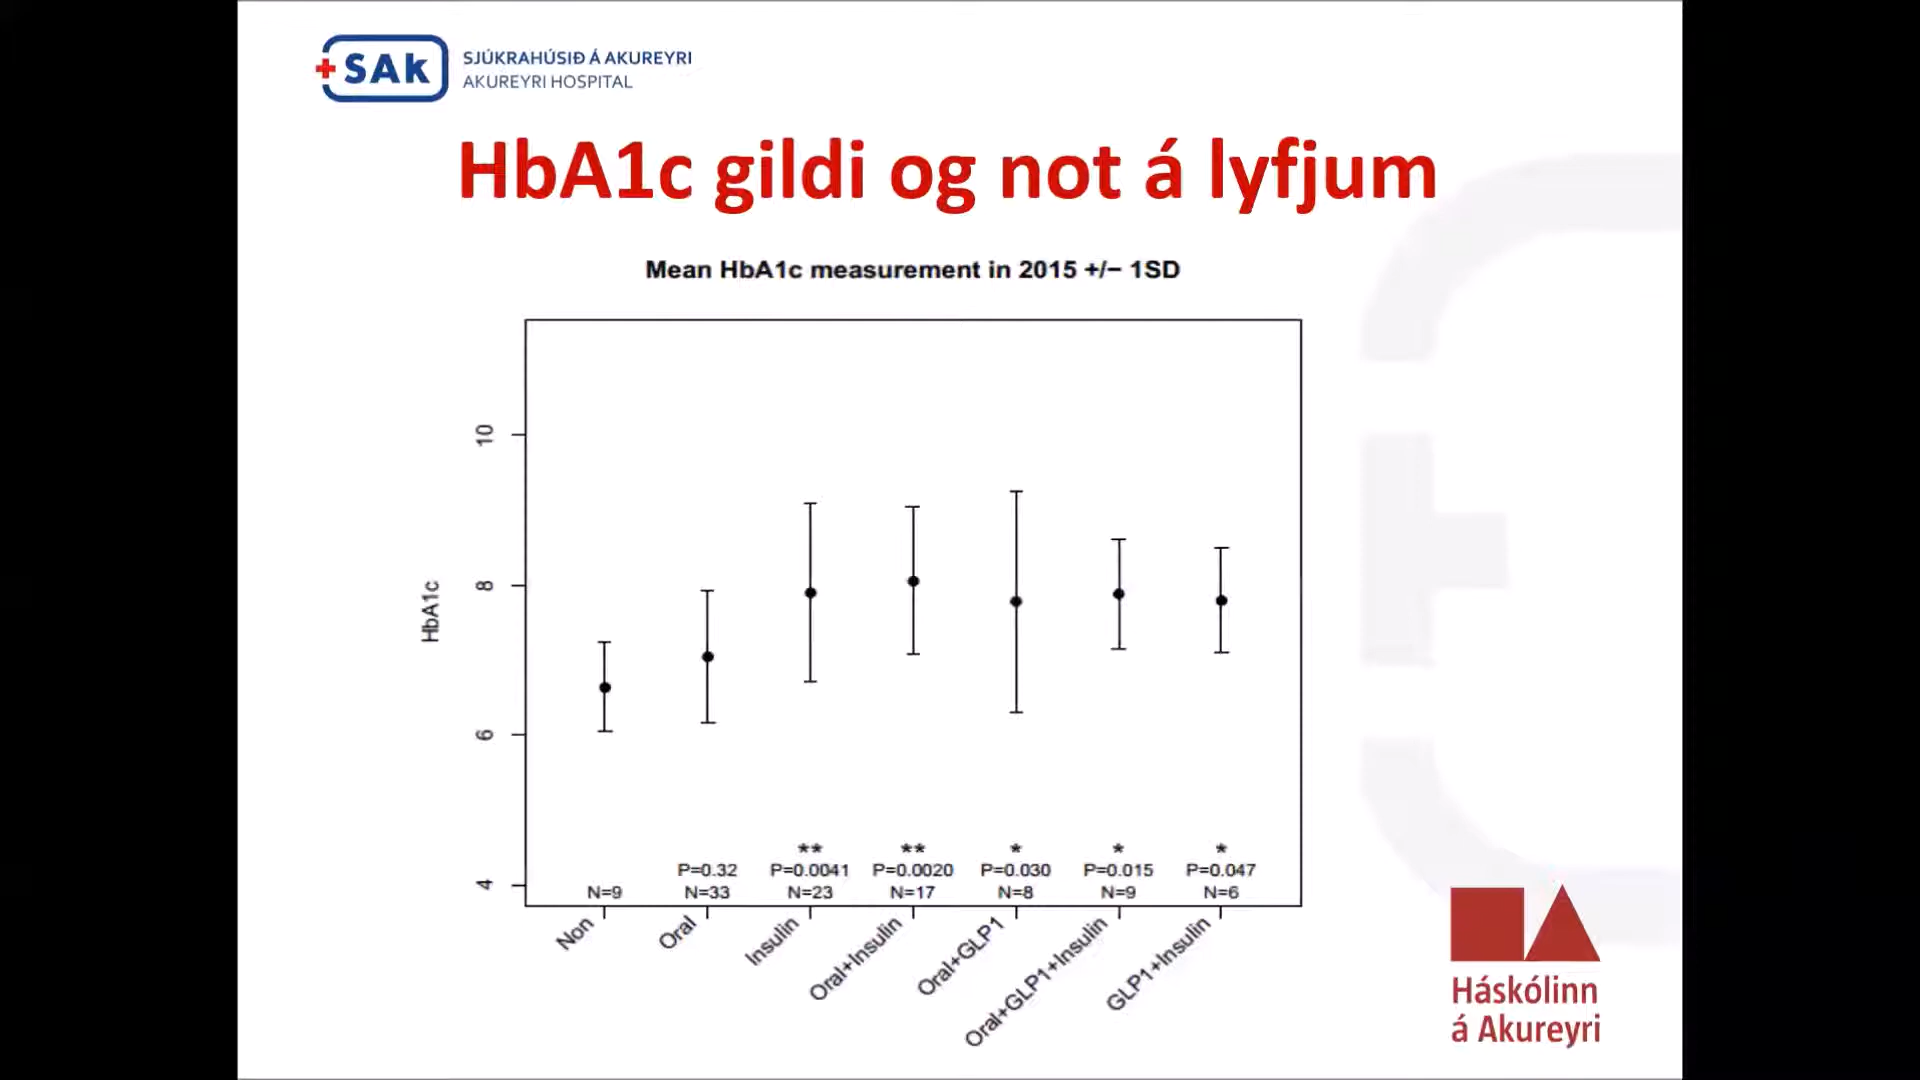 SAk
SJÚKRAHÚSIÐ Á AKUREYRI
AKUREYRI HOSPITAL
HbA1c gildi og not á lyfjum
Mean HbA1c measurement in 2015 +/− 1SD
HbA1c
10
8
6
4
** ** * * *
P=0.32 P=0.0041 P=0.0020 P=0.030 P=0.015 P=0.047
N=9 N=33 N=23 N=17 N=8 N=9 N=6
Non
Oral
Insulin
Oral+Insulin
Oral+GLP1
Oral+GLP1+Insulin
GLP1+Insulin
Háskólinn
á Akureyri